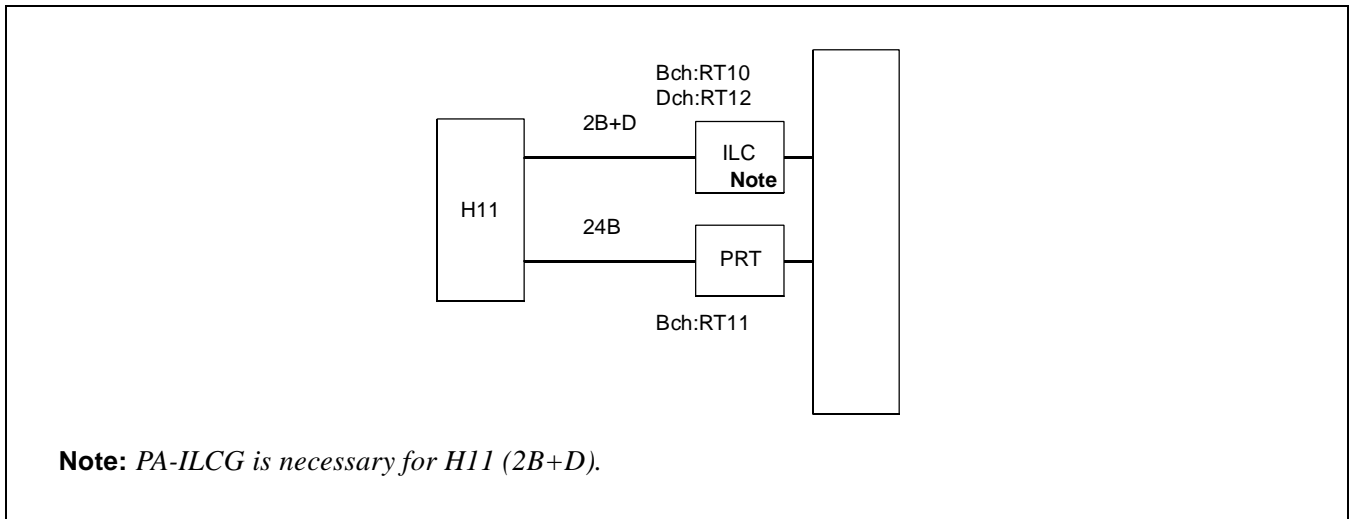 Bch:RT10
Dch:RT12
2B+D
ILC
Note
H11
24B
PRT
Bch:RT11
Note: PA-ILCG is necessary for H11 (2B+D).